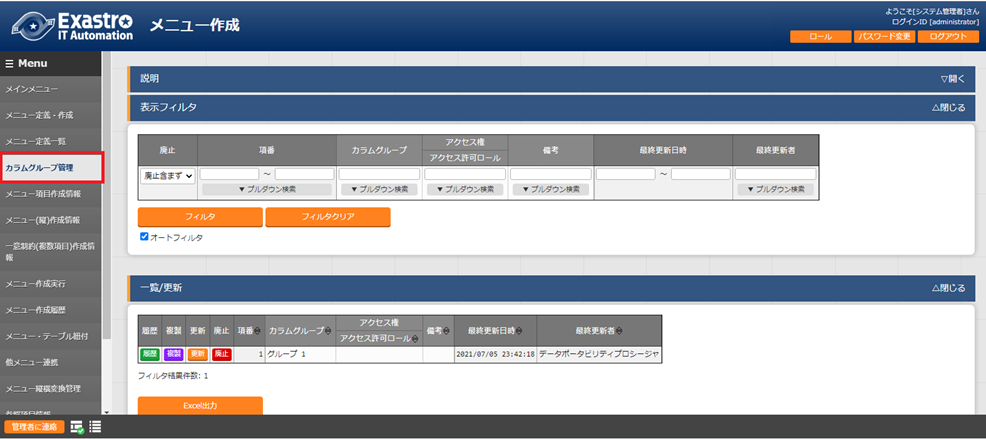 Exastro
IT Automation
メニュー作成
ようこそ[システム管理者]さん
ログインID [administrator]
ロール
パスワード変更
ログアウト
Menu
メインメニュー
メニュー定義・作成
メニュー定義一覧
カラムグループ管理
メニュー項目作成情報
メニュー(縦)作成情報
一意制約(複数項目)作成情
報
メニュー作成実行
メニュー作成履歴
メニュー・テーブル紐付
他メニュー連携
メニュー縦横変換管理
説明
▽開く
表示フィルタ
△閉じる
廃止 項番 カラムグループ アクセス権 備考 最終更新日時 最終更新者
アクセス許可ロール
廃止含まず ～ ～
▼ プルダウン検索 ▼ プルダウン検索 ▼ プルダウン検索 ▼ プルダウン検索 ▼ プルダウン検索
フィルタ
フィルタクリア
オートフィルタ
一覧/更新
△閉じる
履歴 複製 更新 廃止 項番 カラムグループ アクセス権 備考 最終更新日時 最終更新者
アクセス許可ロール
履歴 複製 更新 廃止 1 グループ 1 2021/07/05 23:42:18 データポータビリティプロシージャ
フィルタ結果件数: 1
Excel出力
管理者に連絡